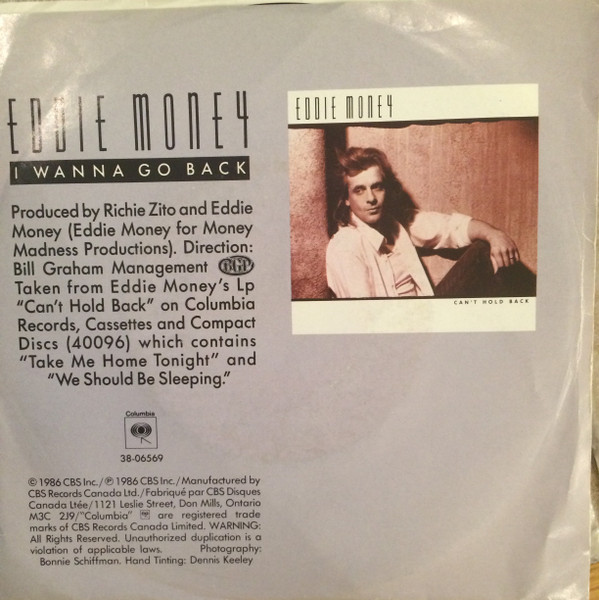 EDDIE MONEY
I WANNA GO BACK
Produced by Richie Zito and Eddie
Money (Eddie Money for Money
Madness Productions). Direction:
Bill Graham Management BGP
Taken from Eddie Money's Lp
“Can't Hold Back” on Columbia
Records, Cassettes and Compact
Discs (40096) which contains
“Take Me Home Tonight” and
“We Should Be Sleeping.”
Columbia
38-06569
© 1986 CBS Inc./℗ 1986 CBS Inc./Manufactured by
CBS Records Canada Ltd./Fabriqué par CBS Disques
Canada Ltée/1121 Leslie Street, Don Mills, Ontario
M3C 2J9/“Columbia” are registered trade
marks of CBS Records Canada Limited. WARNING:
All Rights Reserved. Unauthorized duplication is a
violation of applicable laws. Photography:
Bonnie Schiffman. Hand Tinting: Dennis Keeley
EDDIE MONEY
CAN'T HOLD BACK